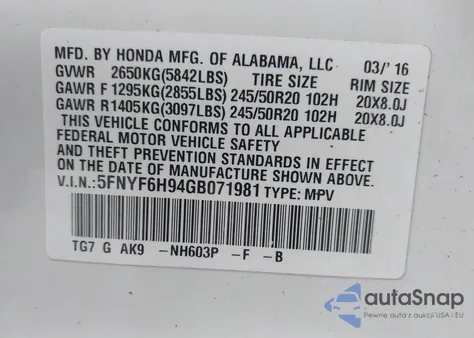 MFD. BY HONDA MFG. OF ALABAMA, LLC 03/'16
GVWR 2650KG(5842LBS) TIRE SIZE RIM SIZE
GAWR F 1295KG(2855LBS) 245/50R20 102H 20X8.0J
GAWR R 1405KG(3097LBS) 245/50R20 102H 20X8.0J
THIS VEHICLE CONFORMS TO ALL APPLICABLE
FEDERAL MOTOR VEHICLE SAFETY
AND THEFT PREVENTION STANDARDS IN EFFECT
ON THE DATE OF MANUFACTURE SHOWN ABOVE.
V.I.N.:5FNYF6H94GB071981 TYPE: MPV
TG7 G AK9 -NH603P -F -B
autoSnap
Pewne auta z aukcji USA i EU